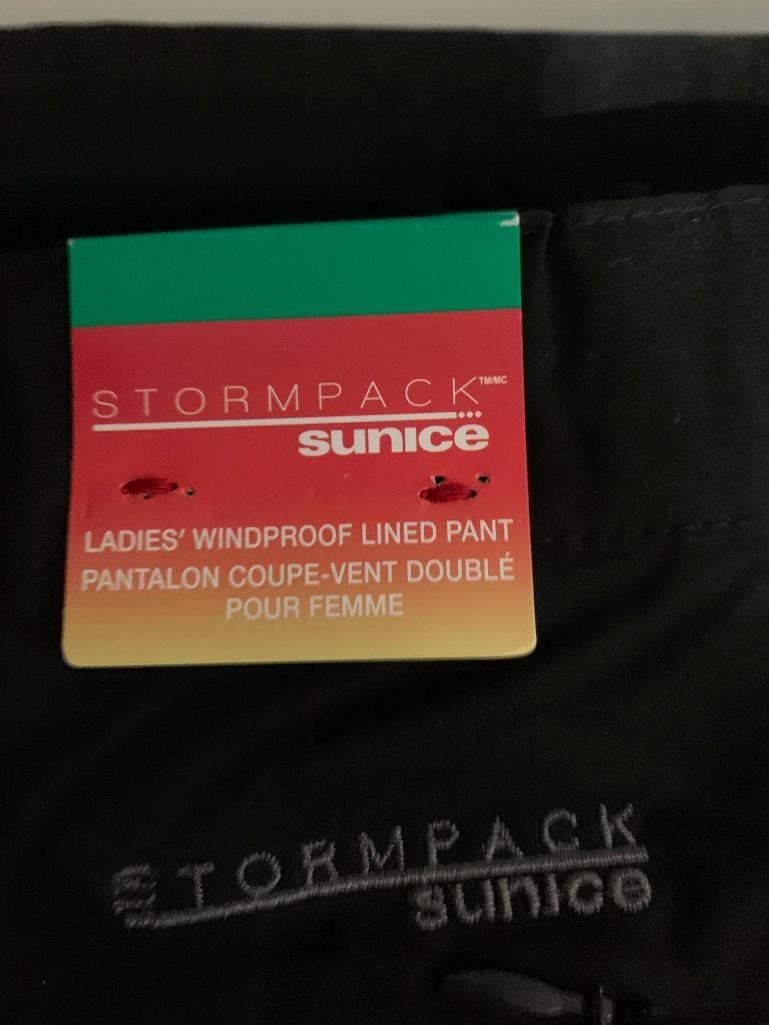 STORMPACK™/MC
sunice
LADIES' WINDPROOF LINED PANT
PANTALON COUPE-VENT DOUBLÉ
POUR FEMME
STORMPACK
sunice